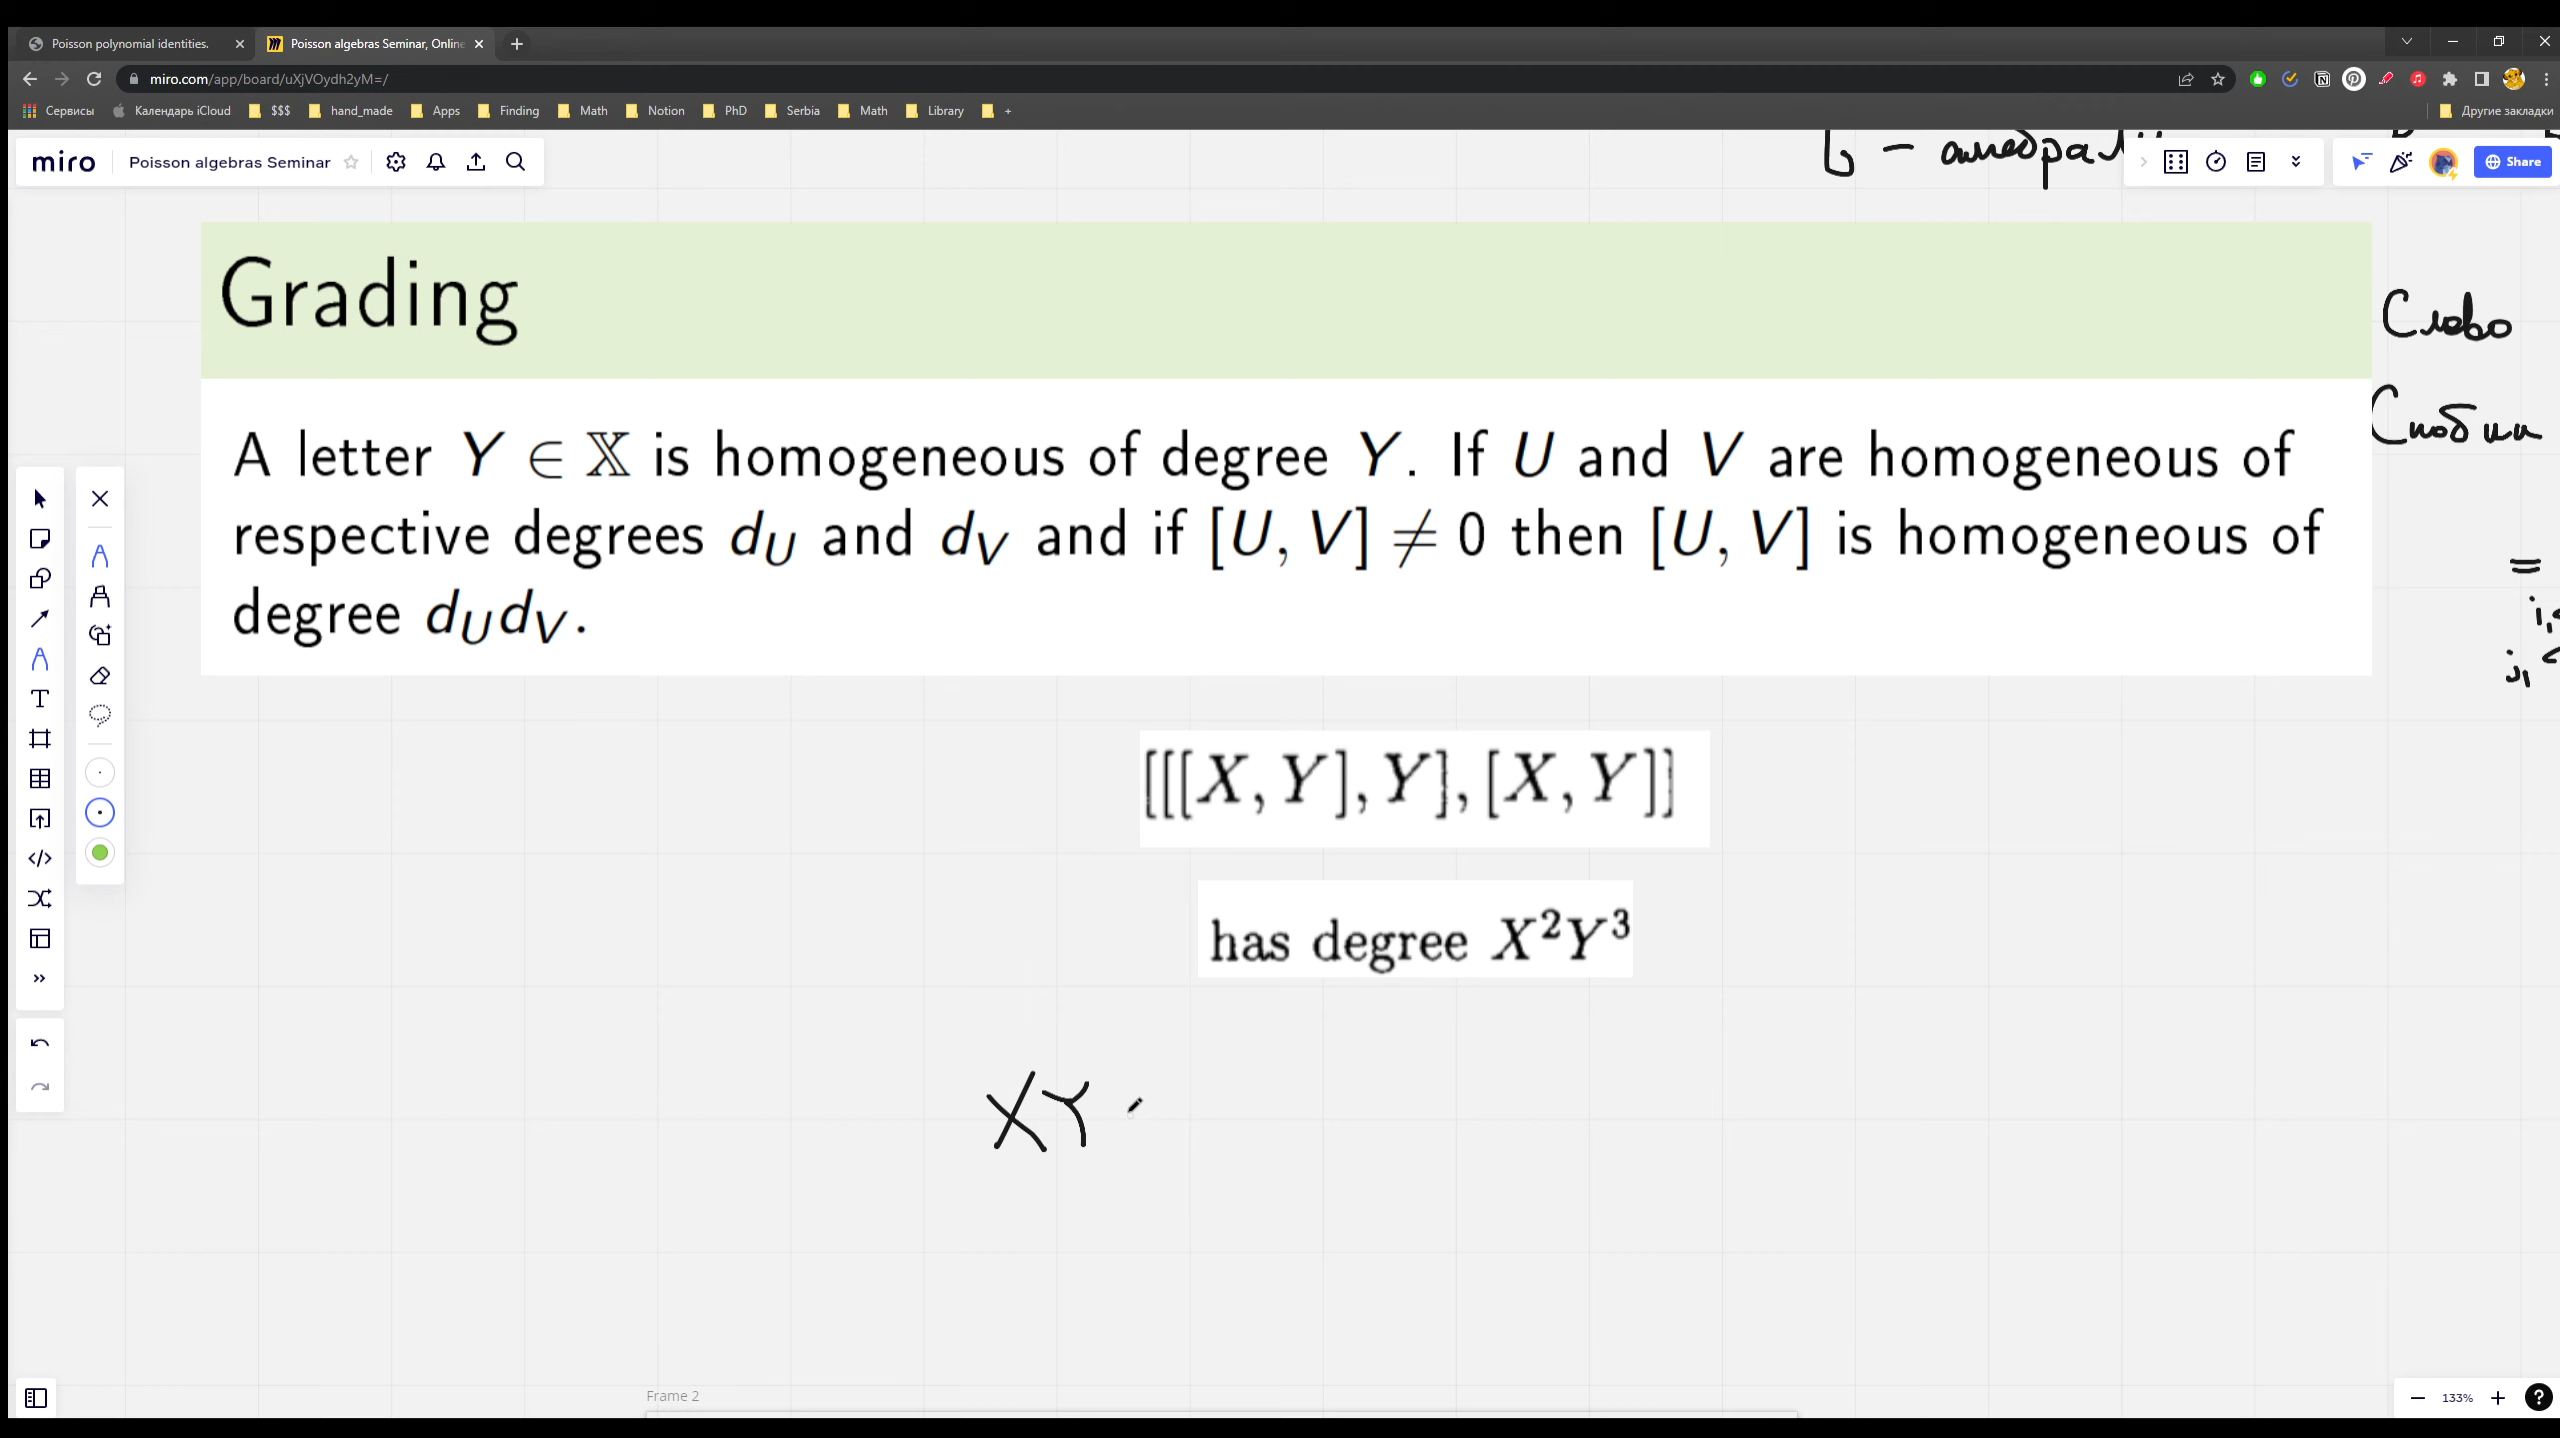 Poisson polynomial identities.
Poisson algebras Seminar, Online
miro.com/app/board/uXjVOydh2yM=/
Сервисы Календарь iCloud $$$ hand_made Apps Finding Math Notion PhD Serbia Math Library + Другие закладки
miro Poisson algebras Seminar Share
Grading
Слово
A letter Y ∈ 𝕏 is homogeneous of degree Y. If U and V are homogeneous of
respective degrees d_U and d_V and if [U, V] ≠ 0 then [U, V] is homogeneous of
degree d_U d_V.
=
[[[X, Y], Y], [X, Y]]
has degree X²Y³
XY
Frame 2
133%